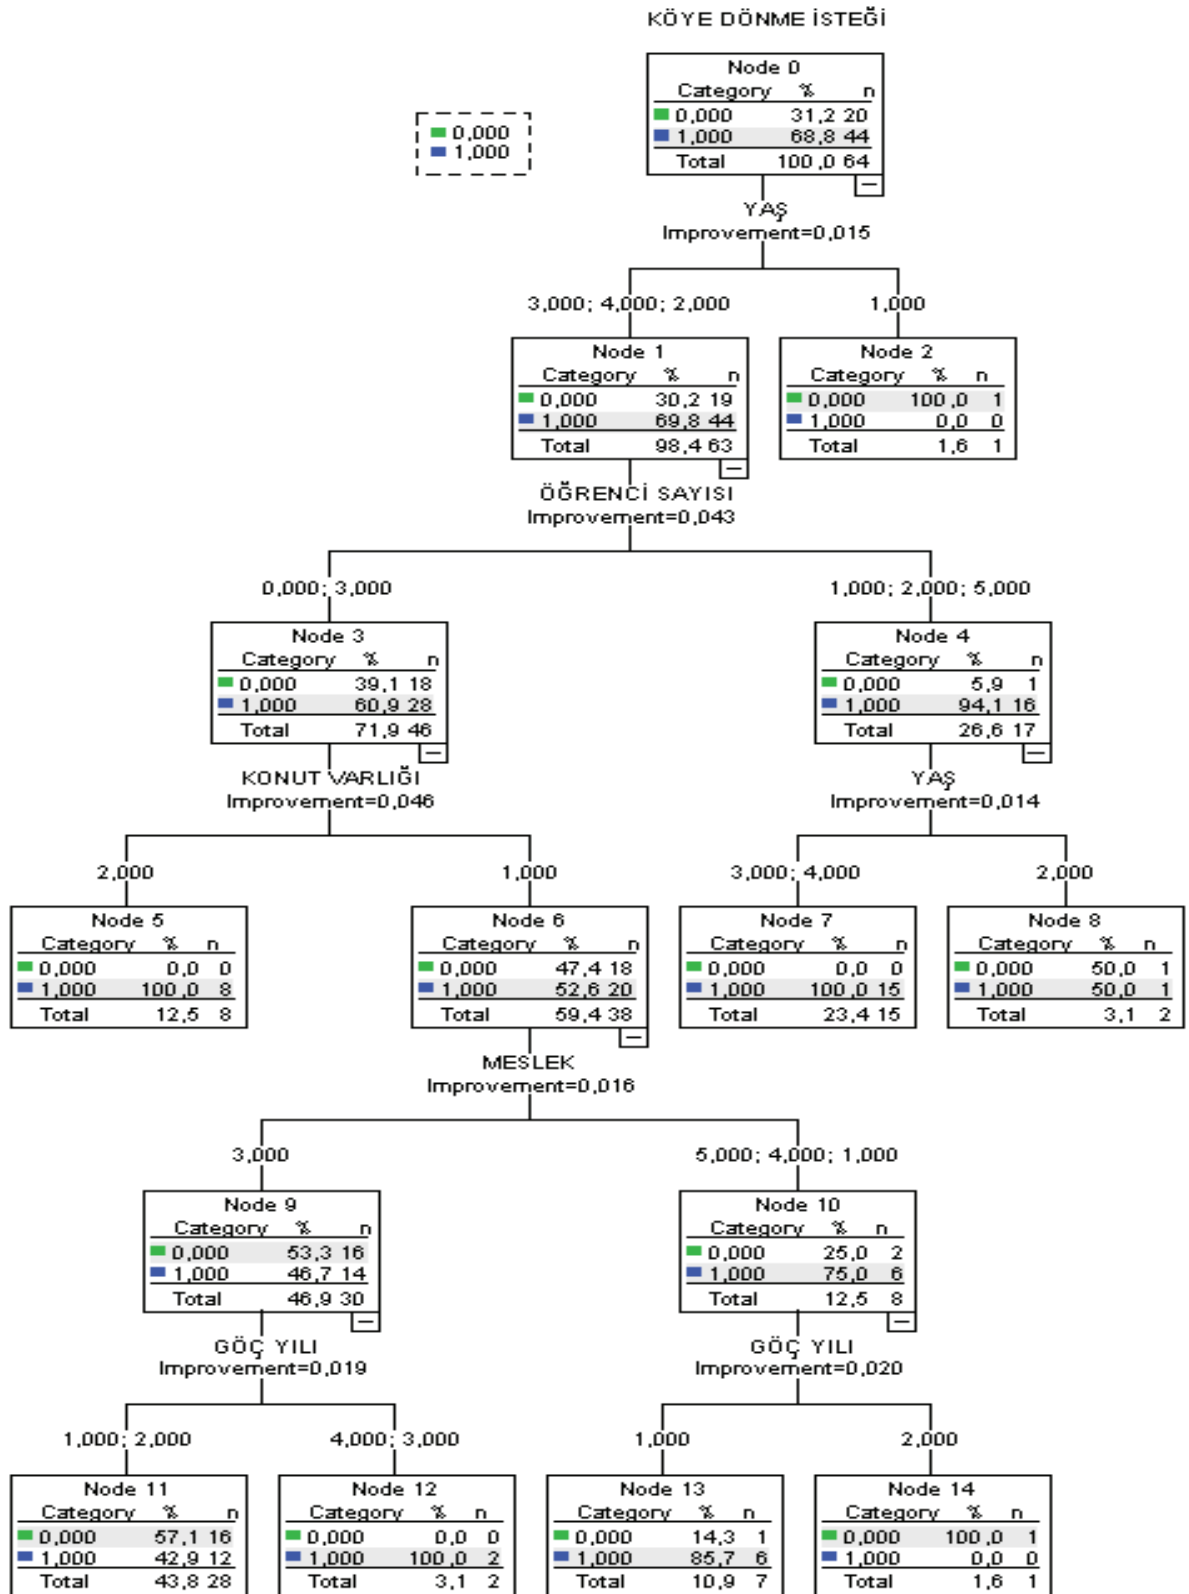 KÖYE DÖNME İSTEĞİ
Node 0
Category % n
0,000 31,2 20
1,000 68,8 44
Total 100,0 64
0,000
1,000
YAŞ
Improvement=0,015
3,000; 4,000; 2,000
1,000
Node 1
Category % n
0,000 30,2 19
1,000 69,8 44
Total 98,4 63
Node 2
Category % n
0,000 100,0 1
1,000 0,0 0
Total 1,6 1
ÖĞRENCİ SAYISI
Improvement=0,043
0,000; 3,000
1,000; 2,000; 5,000
Node 3
Category % n
0,000 39,1 18
1,000 60,9 28
Total 71,9 46
Node 4
Category % n
0,000 5,9 1
1,000 94,1 16
Total 26,6 17
KONUT VARLIĞI
Improvement=0,046
YAŞ
Improvement=0,014
2,000
1,000
3,000; 4,000
2,000
Node 5
Category % n
0,000 0,0 0
1,000 100,0 8
Total 12,5 8
Node 6
Category % n
0,000 47,4 18
1,000 52,6 20
Total 59,4 38
Node 7
Category % n
0,000 0,0 0
1,000 100,0 15
Total 23,4 15
Node 8
Category % n
0,000 50,0 1
1,000 50,0 1
Total 3,1 2
MESLEK
Improvement=0,016
3,000
5,000; 4,000; 1,000
Node 9
Category % n
0,000 53,3 16
1,000 46,7 14
Total 46,9 30
Node 10
Category % n
0,000 25,0 2
1,000 75,0 6
Total 12,5 8
GÖÇ YILI
Improvement=0,019
GÖÇ YILI
Improvement=0,020
1,000; 2,000
4,000; 3,000
1,000
2,000
Node 11
Category % n
0,000 57,1 16
1,000 42,9 12
Total 43,8 28
Node 12
Category % n
0,000 0,0 0
1,000 100,0 2
Total 3,1 2
Node 13
Category % n
0,000 14,3 1
1,000 85,7 6
Total 10,9 7
Node 14
Category % n
0,000 100,0 1
1,000 0,0 0
Total 1,6 1